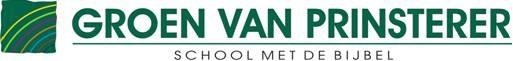 GROEN VAN PRINSTERER
SCHOOL MET DE BIJBEL